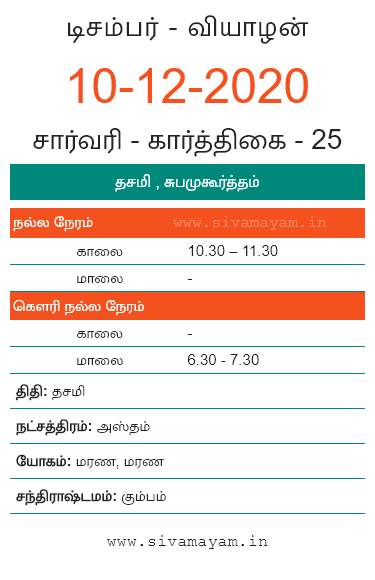 டிசம்பர் - வியாழன்
10-12-2020
சார்வரி - கார்த்திகை - 25
தசமி , சுபமுகூர்த்தம்
நல்ல நேரம் www.sivamayam.in
காலை 10.30 – 11.30
மாலை -
கௌரி நல்ல நேரம்
காலை -
மாலை 6.30 - 7.30
திதி: தசமி
நட்சத்திரம்: அஸ்தம்
யோகம்: மரண, மரண
சந்திராஷ்டமம்: கும்பம்
www.sivamayam.in